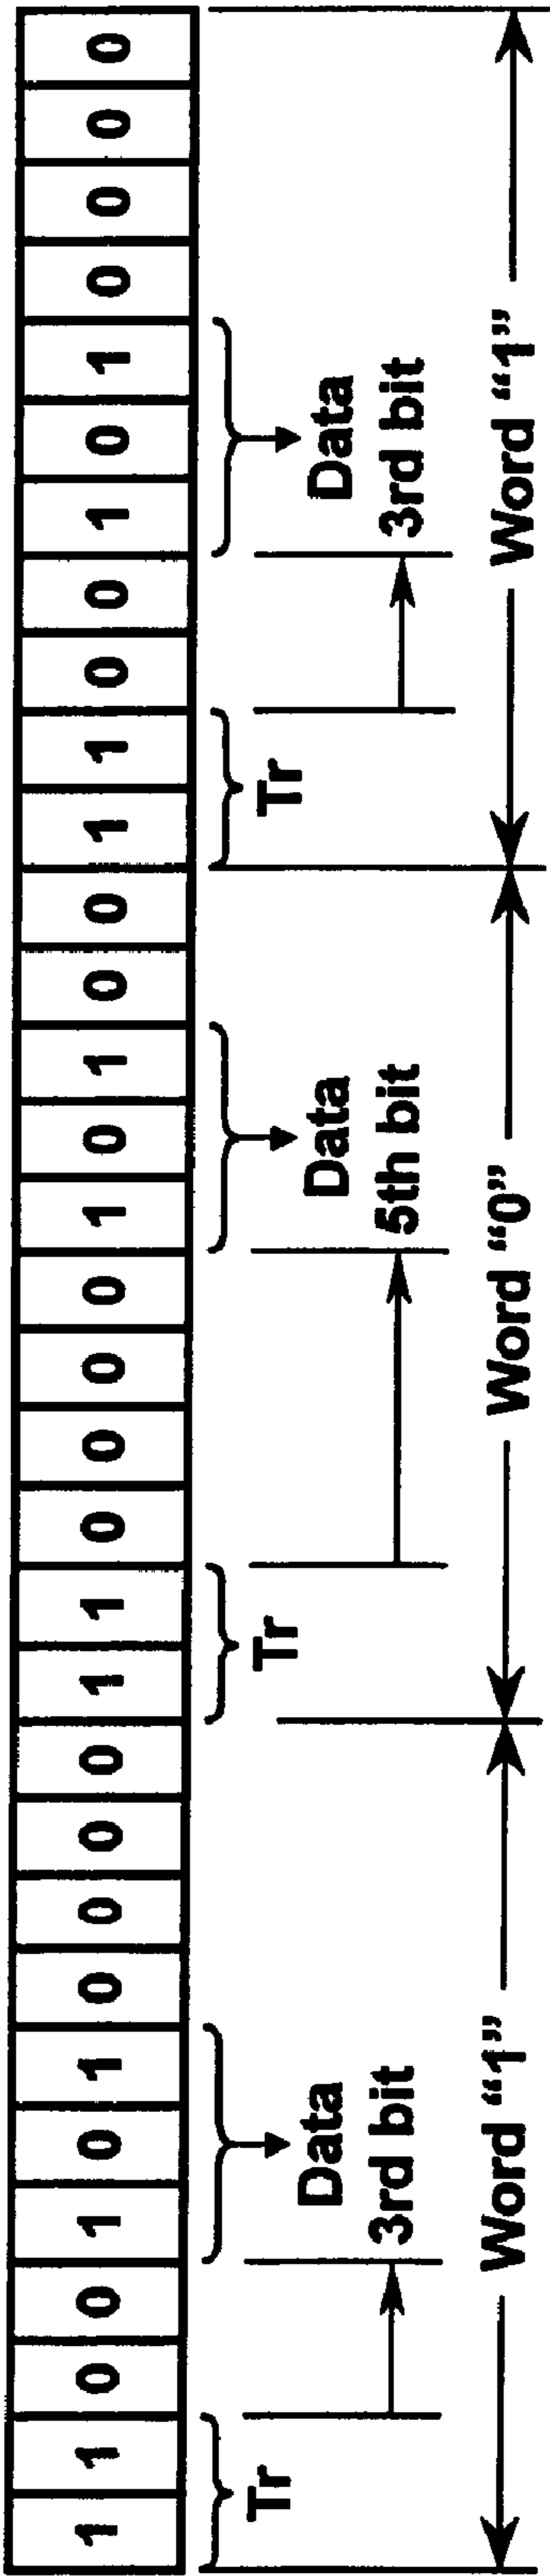 1 1 0 0 1 0 1 0 0 0 0 1 1 0 0 0 0 1 0 1 0 0 1 1 0 0 1 0 1 0 0 0 0
Tr Data Tr Data Tr Data
3rd bit 5th bit 3rd bit
Word “1” Word “0” Word “1”